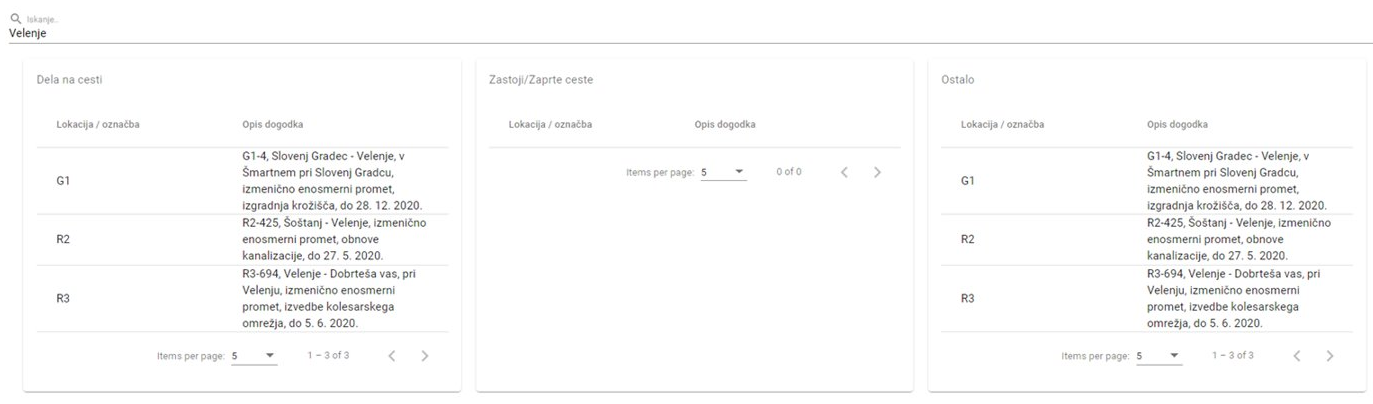 Iskanje..
Velenje
Dela na cesti
Lokacija / označba Opis dogodka
G1
G1-4, Slovenj Gradec - Velenje, v
Šmartnem pri Slovenj Gradcu,
izmenično enosmerni promet,
izgradnja krožišča, do 28. 12. 2020.
R2
R2-425, Šoštanj - Velenje, izmenično
enosmerni promet, obnove
kanalizacije, do 27. 5. 2020.
R3
R3-694, Velenje - Dobrteša vas, pri
Velenju, izmenično enosmerni
promet, izvedbe kolesarskega
omrežja, do 5. 6. 2020.
Items per page: 5 1 – 3 of 3
Zastoji/Zaprte ceste
Lokacija / označba Opis dogodka
Items per page: 5 0 of 0
Ostalo
Lokacija / označba Opis dogodka
G1
G1-4, Slovenj Gradec - Velenje, v
Šmartnem pri Slovenj Gradcu,
izmenično enosmerni promet,
izgradnja krožišča, do 28. 12. 2020.
R2
R2-425, Šoštanj - Velenje, izmenično
enosmerni promet, obnove
kanalizacije, do 27. 5. 2020.
R3
R3-694, Velenje - Dobrteša vas, pri
Velenju, izmenično enosmerni
promet, izvedbe kolesarskega
omrežja, do 5. 6. 2020.
Items per page: 5 1 – 3 of 3